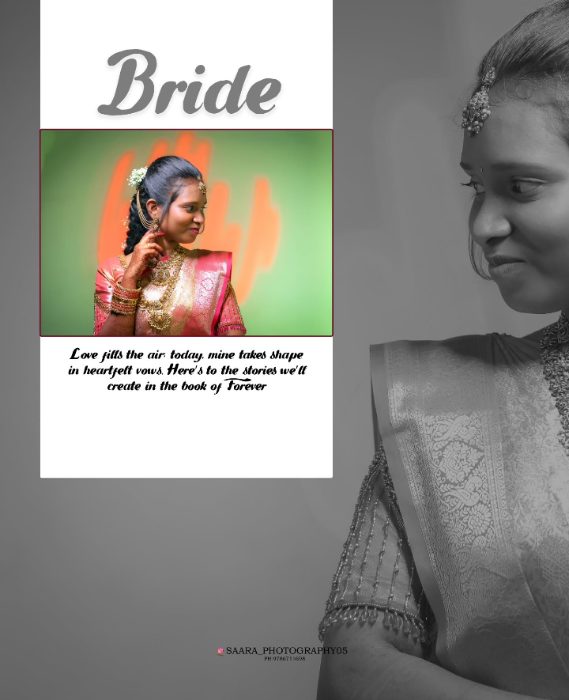 Bride
Love fills the air; today, mine takes shape
in heartfelt vows. Here's to the stories we'll
create in the book of Forever
SAARA_PHOTOGRAPHY05